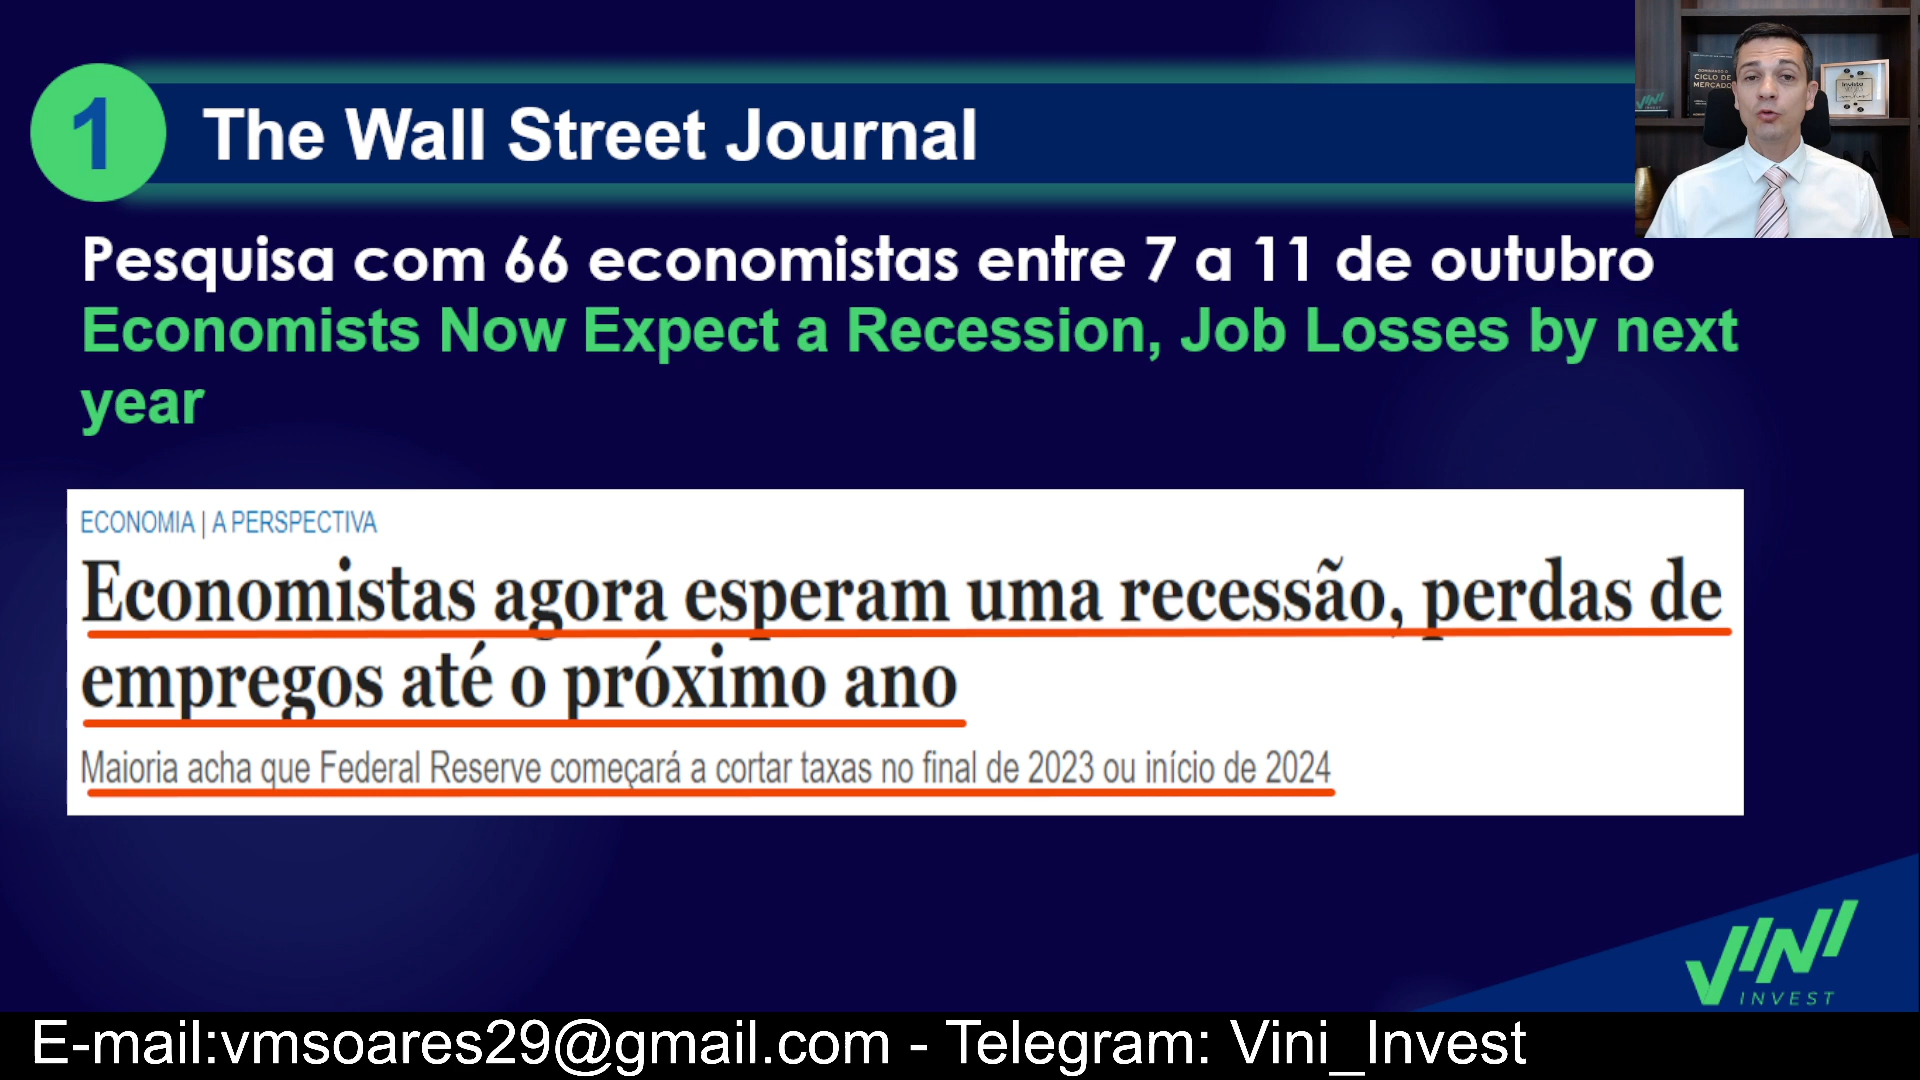 1
The Wall Street Journal
CICLO DE
MERCADO
Pesquisa com 66 economistas entre 7 a 11 de outubro
Economists Now Expect a Recession, Job Losses by next
year
ECONOMIA | A PERSPECTIVA
Economistas agora esperam uma recessão, perdas de
empregos até o próximo ano
Maioria acha que Federal Reserve começará a cortar taxas no final de 2023 ou início de 2024
VINI
INVEST
E-mail:vmsoares29@gmail.com - Telegram: Vini_Invest